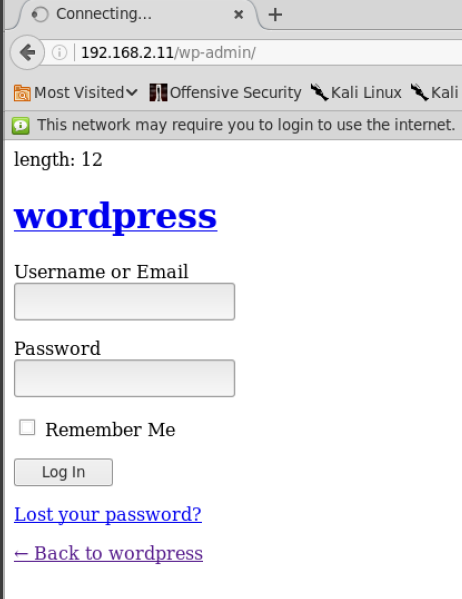 Connecting...
192.168.2.11/wp-admin/
Most Visited Offensive Security Kali Linux Kali
This network may require you to login to use the internet.
length: 12
wordpress
Username or Email
Password
Remember Me
Log In
Lost your password?
← Back to wordpress